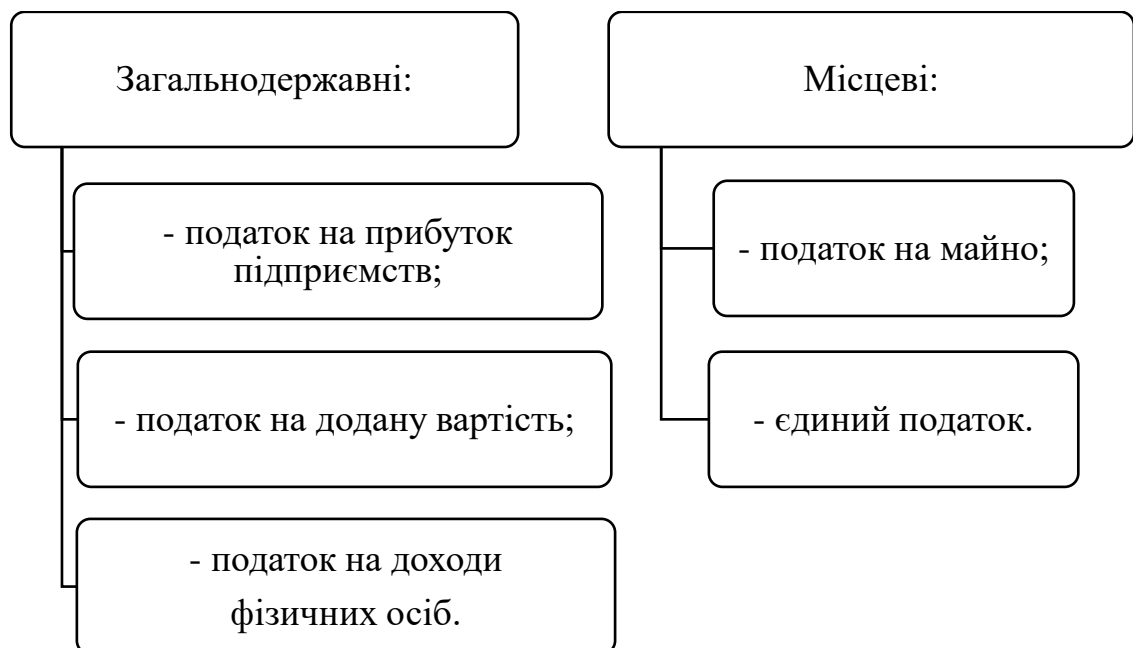 Загальнодержавні:
- податок на прибуток
підприємств;
- податок на додану вартість;
- податок на доходи
фізичних осіб.
Місцеві:
- податок на майно;
- єдиний податок.